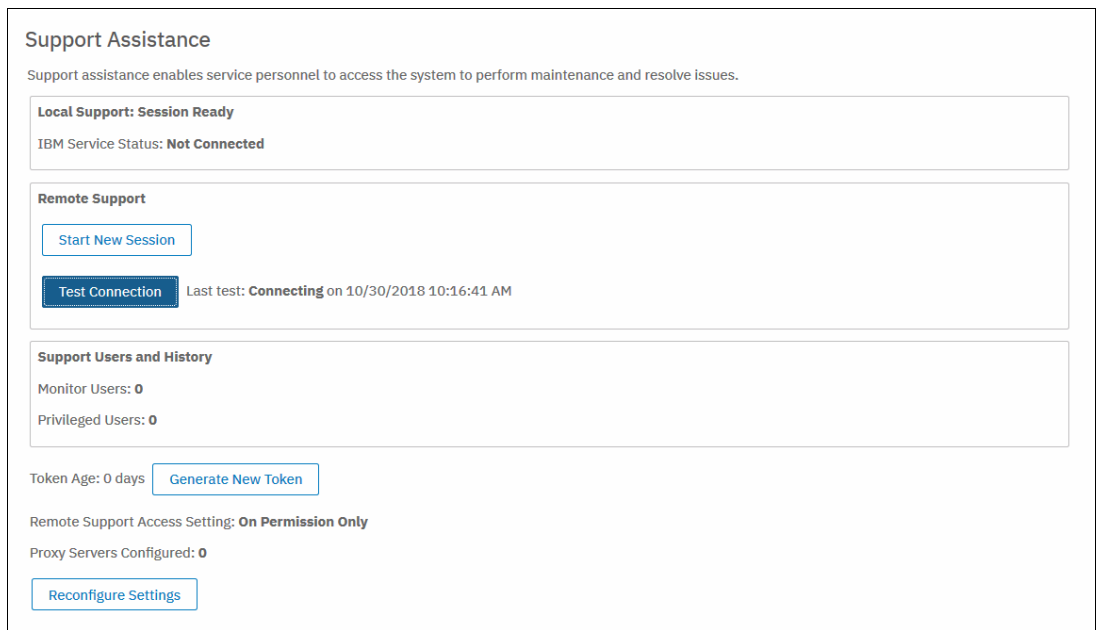 Support Assistance
Support assistance enables service personnel to access the system to perform maintenance and resolve issues.
Local Support: Session Ready
IBM Service Status: Not Connected
Remote Support
Start New Session
Test Connection Last test: Connecting on 10/30/2018 10:16:41 AM
Support Users and History
Monitor Users: 0
Privileged Users: 0
Token Age: 0 days Generate New Token
Remote Support Access Setting: On Permission Only
Proxy Servers Configured: 0
Reconfigure Settings